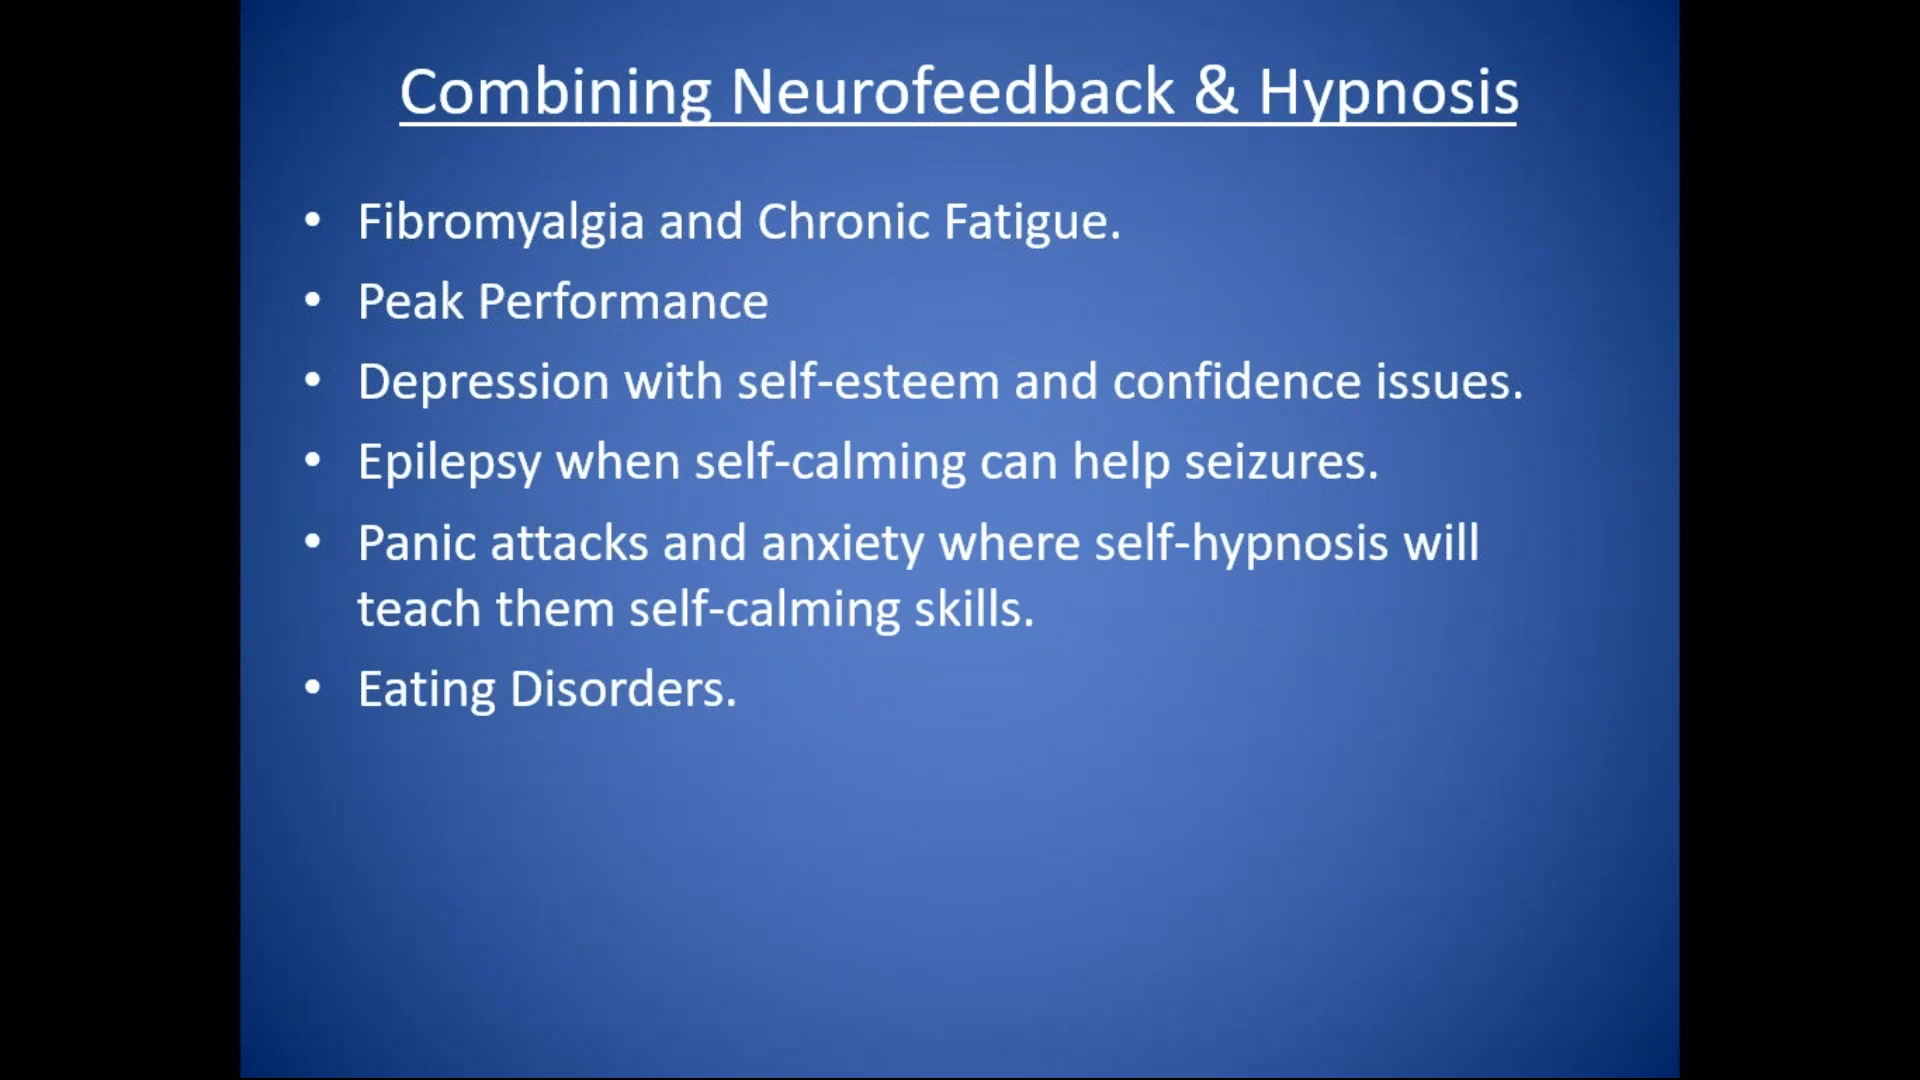 Combining Neurofeedback & Hypnosis
• Fibromyalgia and Chronic Fatigue.
• Peak Performance
• Depression with self-esteem and confidence issues.
• Epilepsy when self-calming can help seizures.
• Panic attacks and anxiety where self-hypnosis will
teach them self-calming skills.
• Eating Disorders.